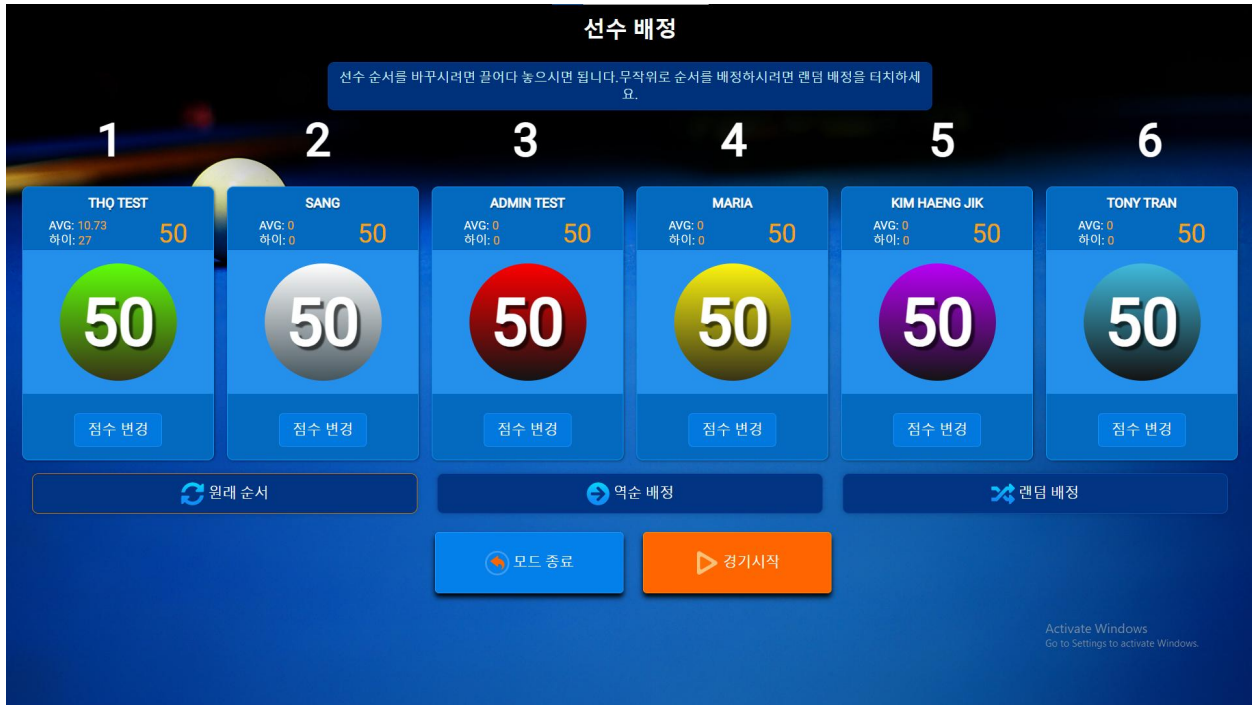 선수 배정
선수 순서를 바꾸시려면 끌어다 놓으시면 됩니다.무작위로 순서를 배정하시려면 랜덤 배정을 터치하세
요.
1 2 3 4 5 6
THỌ TEST
AVG: 10.73
하이: 27
50
50
점수 변경
SANG
AVG: 0
하이: 0
50
50
점수 변경
ADMIN TEST
AVG: 0
하이: 0
50
50
점수 변경
MARIA
AVG: 0
하이: 0
50
50
점수 변경
KIM HAENG JIK
AVG: 0
하이: 0
50
50
점수 변경
TONY TRAN
AVG: 0
하이: 0
50
50
점수 변경
원래 순서
역순 배정
랜덤 배정
모드 종료
경기시작
Activate Windows
Go to Settings to activate Windows.